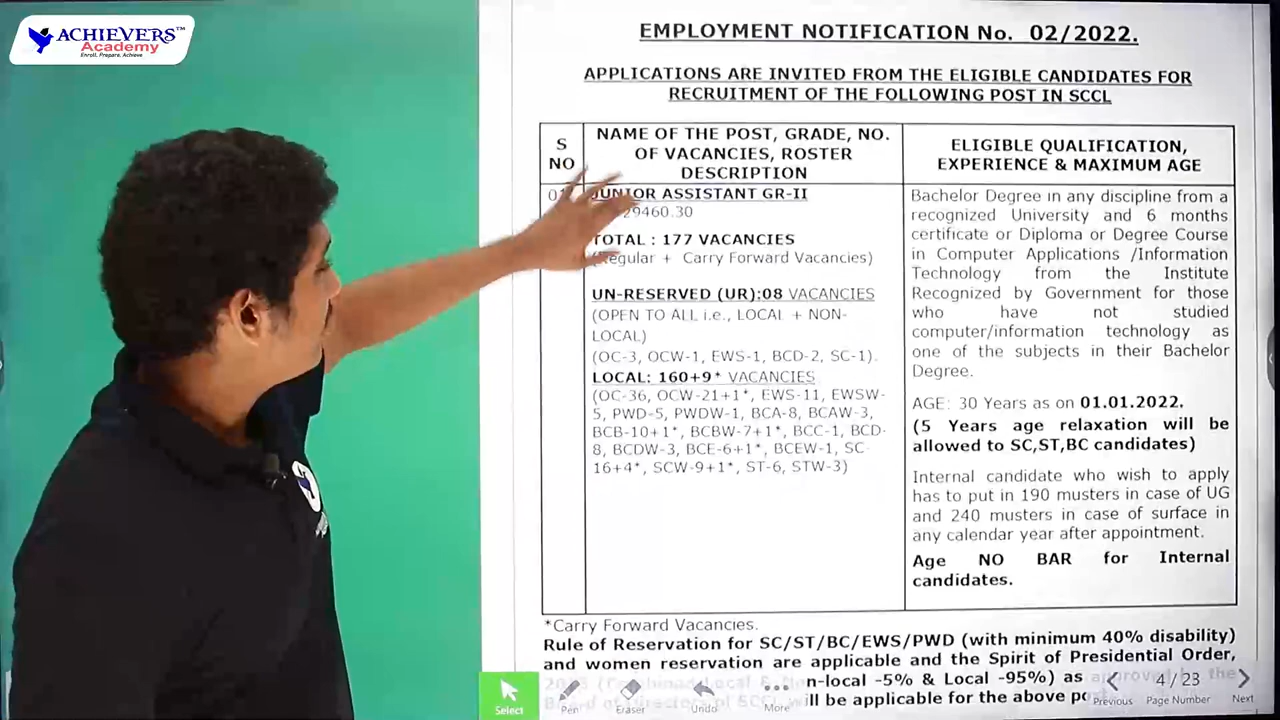 ACHIEVERS™
Academy
Enroll. Prepare. Achieve
EMPLOYMENT NOTIFICATION No. 02/2022.
APPLICATIONS ARE INVITED FROM THE ELIGIBLE CANDIDATES FOR
RECRUITMENT OF THE FOLLOWING POST IN SCCL
S
NO
NAME OF THE POST, GRADE, NO.
OF VACANCIES, ROSTER
DESCRIPTION
ELIGIBLE QUALIFICATION,
EXPERIENCE & MAXIMUM AGE
JUNIOR ASSISTANT GR-II
29460.30
TOTAL : 177 VACANCIES
(Regular + Carry Forward Vacancies)
UN-RESERVED (UR):08 VACANCIES
(OPEN TO ALL i.e., LOCAL + NON-
LOCAL)
(OC-3, OCW-1, EWS-1, BCD-2, SC-1).
LOCAL: 160+9* VACANCIES
(OC-36, OCW-21+1*, EWS-11, EWSW-
5, PWD-5, PWDW-1, BCA-8, BCAW-3,
BCB-10+1*, BCBW-7+1*, BCC-1, BCD-
8, BCDW-3, BCE-6+1*, BCEW-1, SC-
16+4*, SCW-9+1*, ST-6, STW-3)
Bachelor Degree in any discipline from a
recognized University and 6 months
certificate or Diploma or Degree Course
in Computer Applications /Information
Technology from the Institute
Recognized by Government for those
who have not studied
computer/information technology as
one of the subjects in their Bachelor
Degree.
AGE: 30 Years as on 01.01.2022.
(5 Years age relaxation will be
allowed to SC,ST,BC candidates)
Internal candidate who wish to apply
has to put in 190 musters in case of UG
and 240 musters in case of surface in
any calendar year after appointment.
Age NO BAR for Internal
candidates.
*Carry Forward Vacancies.
Rule of Reservation for SC/ST/BC/EWS/PWD (with minimum 40% disability)
and women reservation are applicable and the Spirit of Presidential Order,
n-local -5% & Local -95%) as approved by the
Board of Directors of SCCL will be applicable for the above
Select
Pen
Eraser
Undo
More
Previous
4/23
Page Number
Next